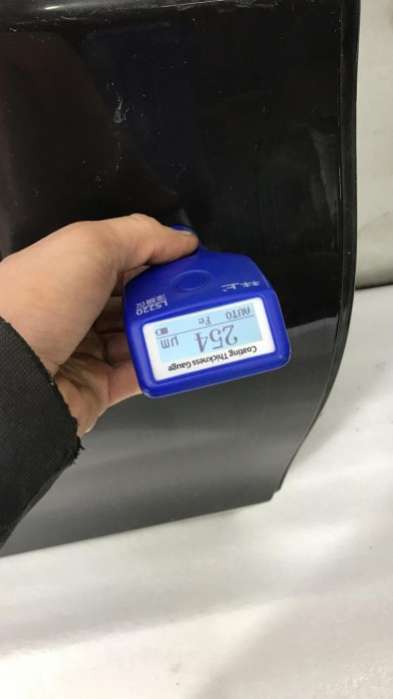 Coating Thickness Gauge
254 μm
AUTO Fe
LS220